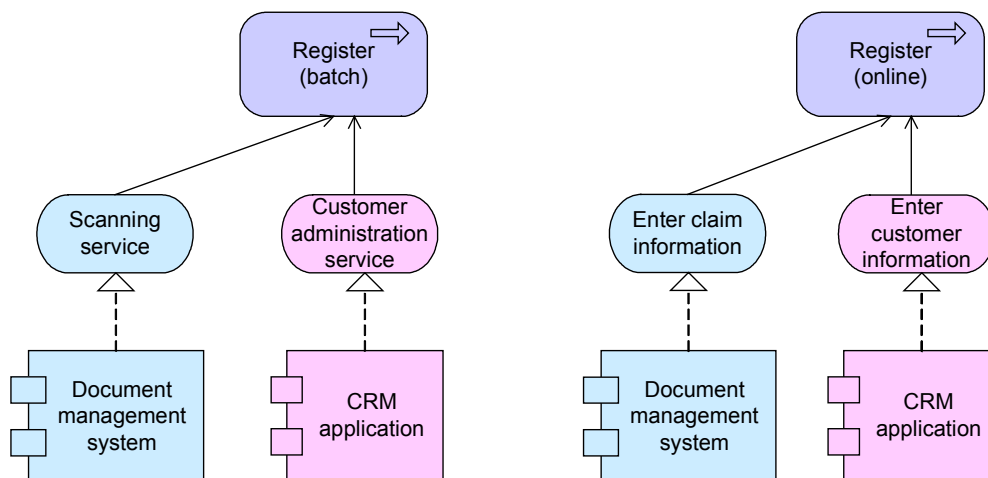 Register
(batch)
Register
(online)
Scanning
service
Customer
administration
service
Enter claim
information
Enter
customer
information
Document
management
system
CRM
application
Document
management
system
CRM
application